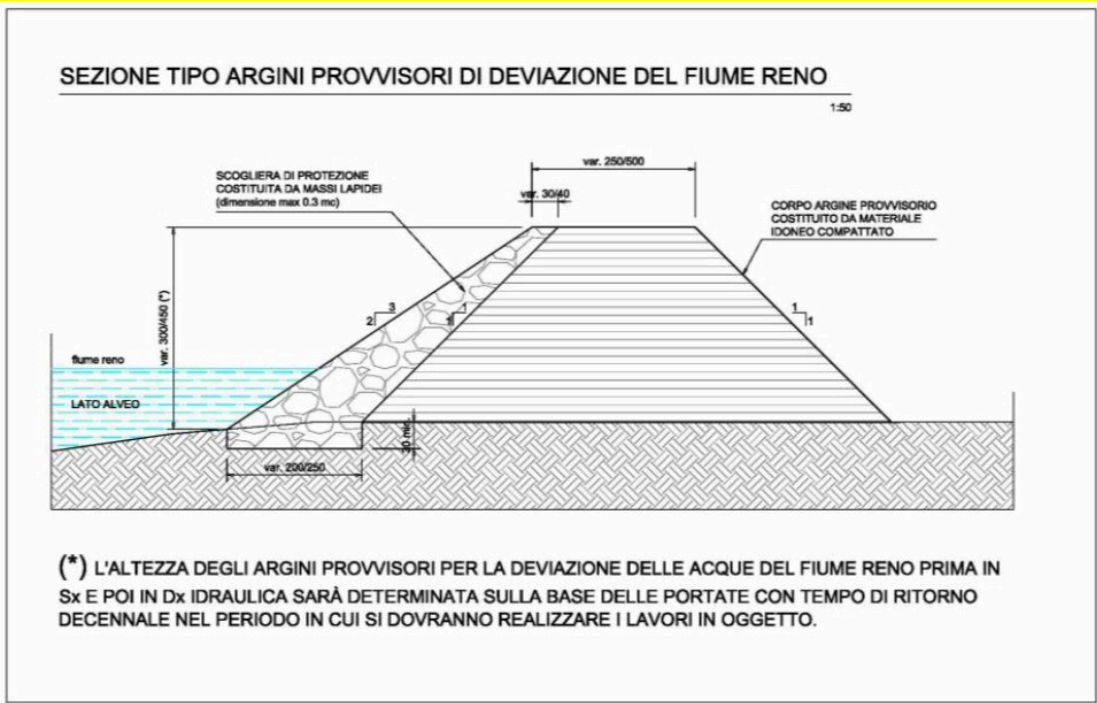 SEZIONE TIPO ARGINI PROVVISORI DI DEVIAZIONE DEL FIUME RENO
1:50
var. 250/500
SCOGLIERA DI PROTEZIONE
COSTITUITA DA MASSI LAPIDEI
(dimensione max 0.3 mc)
var. 30/40
CORPO ARGINE PROVVISORIO
COSTITUITO DA MATERIALE
IDONEO COMPATTATO
var. 300/450 (*)
3
2
1
1
1
1
fiume reno
LATO ALVEO
30 min.
var. 200/250
(*) L'ALTEZZA DEGLI ARGINI PROVVISORI PER LA DEVIAZIONE DELLE ACQUE DEL FIUME RENO PRIMA IN
Sx E POI IN Dx IDRAULICA SARÀ DETERMINATA SULLA BASE DELLE PORTATE CON TEMPO DI RITORNO
DECENNALE NEL PERIODO IN CUI SI DOVRANNO REALIZZARE I LAVORI IN OGGETTO.